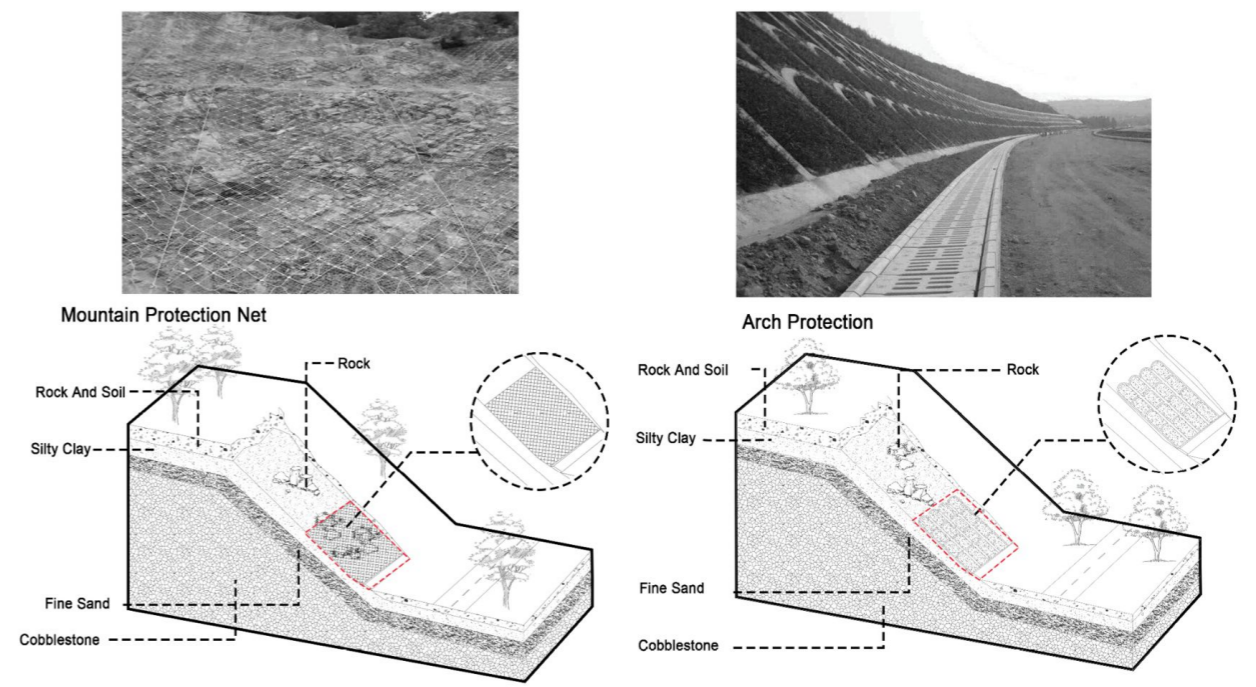 Mountain Protection Net
Rock
Rock And Soil
Silty Clay
Fine Sand
Cobblestone
Arch Protection
Rock And Soil
Rock
Silty Clay
Fine Sand
Cobblestone